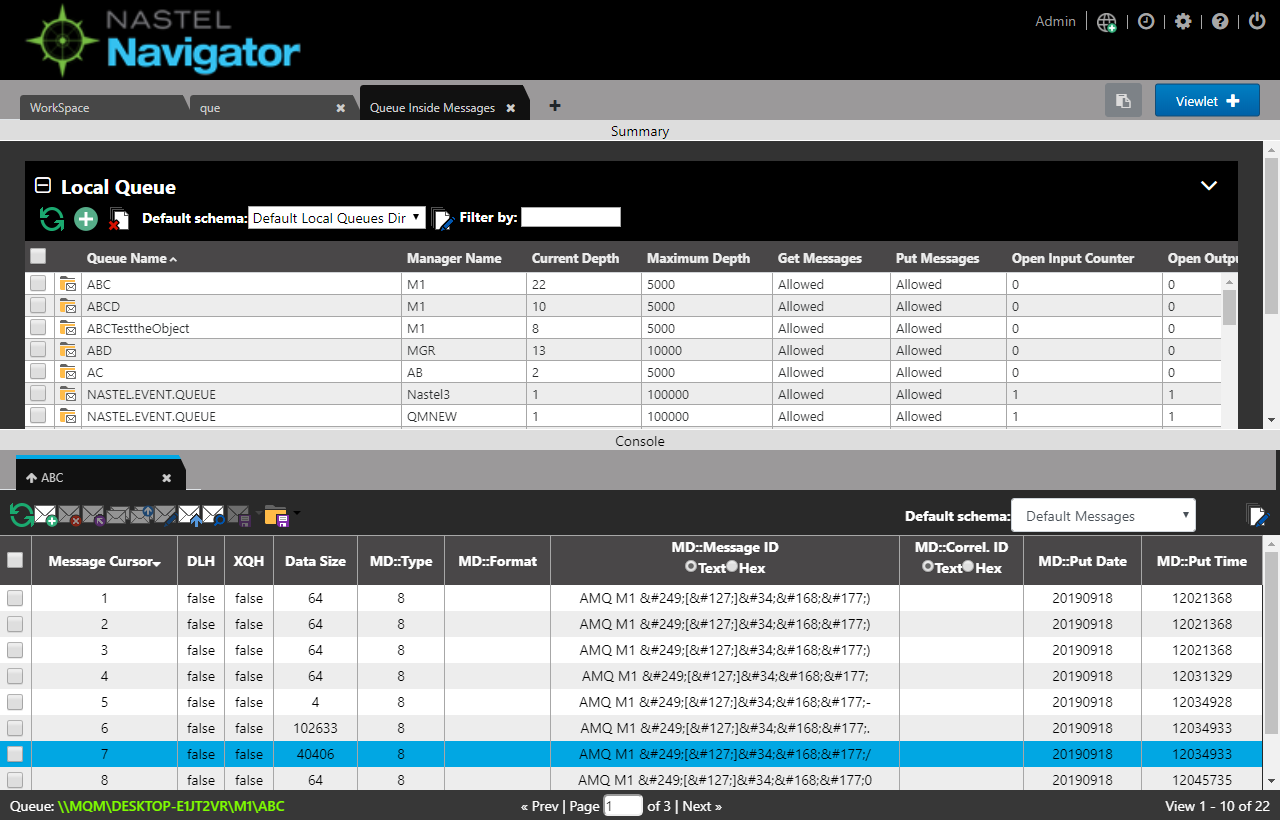 NASTEL
Navigator
Admin
WorkSpace que Queue Inside Messages Viewlet
Summary
Local Queue
Default schema: Default Local Queues Dir Filter by:
Queue Name Manager Name Current Depth Maximum Depth Get Messages Put Messages Open Input Counter Open Outpu
ABC M1 22 5000 Allowed Allowed 0 0
ABCD M1 10 5000 Allowed Allowed 0 0
ABCTesttheObject M1 8 5000 Allowed Allowed 0 0
ABD MGR 13 10000 Allowed Allowed 0 0
AC AB 2 5000 Allowed Allowed 0 0
NASTEL.EVENT.QUEUE Nastel3 1 100000 Allowed Allowed 1 1
NASTEL.EVENT.QUEUE QMNEW 1 100000 Allowed Allowed 1 1
Console
ABC
Default schema: Default Messages
Message Cursor DLH XQH Data Size MD::Type MD::Format MD::Message ID MD::Correl. ID MD::Put Date MD::Put Time
Text Hex Text Hex
1 false false 64 8 AMQ M1 &#249;[&#127;]&#34;&#168;&#177;) 20190918 12021368
2 false false 64 8 AMQ M1 &#249;[&#127;]&#34;&#168;&#177;) 20190918 12021368
3 false false 64 8 AMQ M1 &#249;[&#127;]&#34;&#168;&#177;) 20190918 12021368
4 false false 64 8 AMQ M1 &#249;[&#127;]&#34;&#168;&#177; 20190918 12031329
5 false false 4 8 AMQ M1 &#249;[&#127;]&#34;&#168;&#177;- 20190918 12034928
6 false false 102633 8 AMQ M1 &#249;[&#127;]&#34;&#168;&#177;. 20190918 12034933
7 false false 40406 8 AMQ M1 &#249;[&#127;]&#34;&#168;&#177;/ 20190918 12034933
8 false false 64 8 AMQ M1 &#249;[&#127;]&#34;&#168;&#177;0 20190918 12045735
Queue: \\MQM\DESKTOP-E1JT2VR\M1\ABC « Prev | Page 1 of 3 | Next » View 1 - 10 of 22